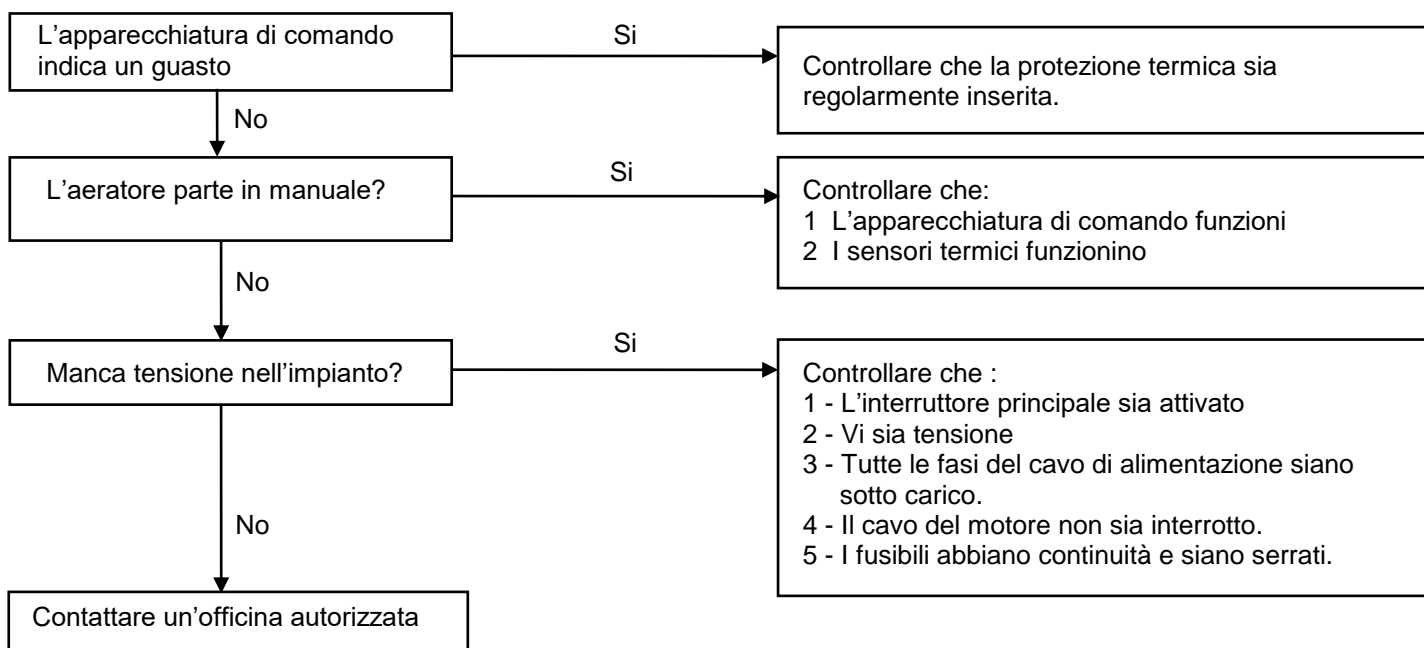 L’apparecchiatura di comando
indica un guasto
Si
Controllare che la protezione termica sia
regolarmente inserita.
No
L’aeratore parte in manuale?
Si
Controllare che:
1 L’apparecchiatura di comando funzioni
2 I sensori termici funzionino
No
Manca tensione nell’impianto?
Si
Controllare che :
1 - L’interruttore principale sia attivato
2 - Vi sia tensione
3 - Tutte le fasi del cavo di alimentazione siano
sotto carico.
4 - Il cavo del motore non sia interrotto.
5 - I fusibili abbiano continuità e siano serrati.
No
Contattare un’officina autorizzata